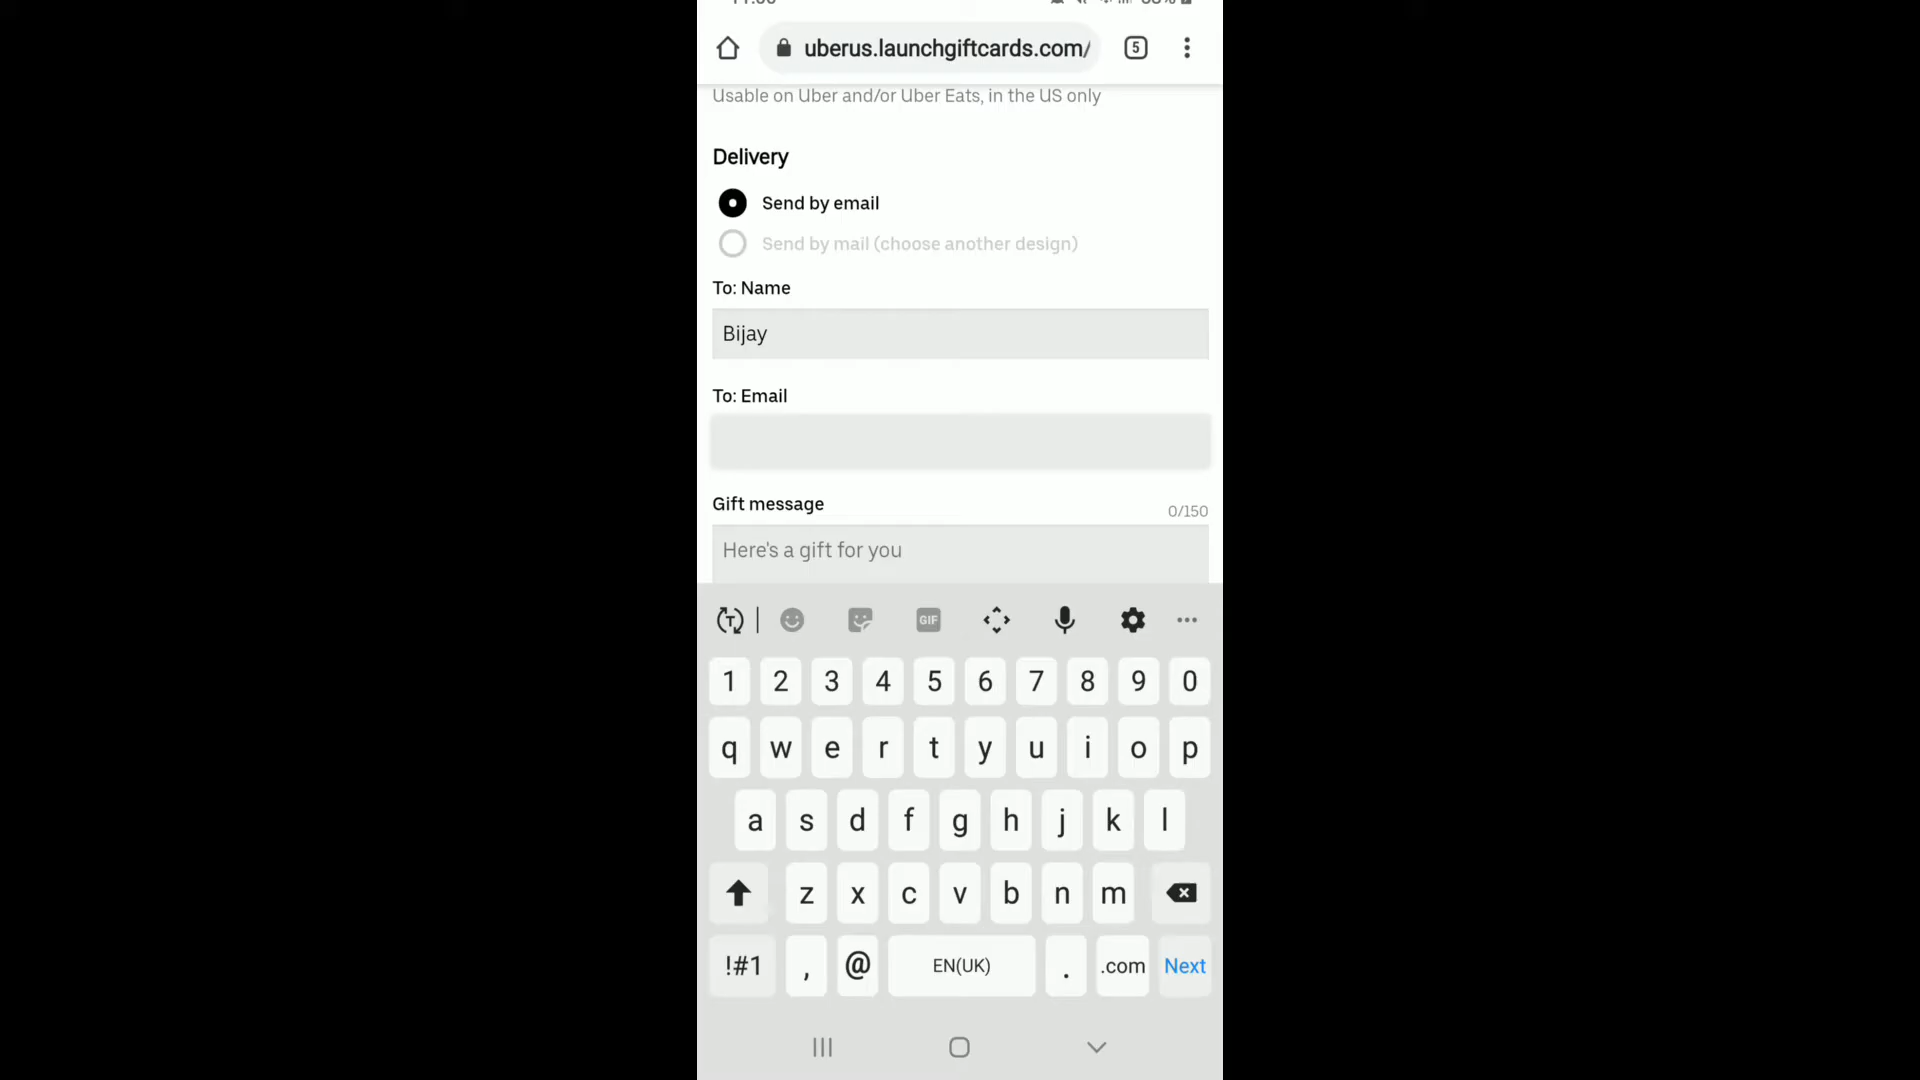 uberus.launchgiftcards.com/
5
Usable on Uber and/or Uber Eats, in the US only
Delivery
Send by email
Send by mail (choose another design)
To: Name
Bijay
To: Email
Gift message
0/150
Here's a gift for you
T
GIF
1 2 3 4 5 6 7 8 9 0
q w e r t y u i o p
a s d f g h j k l
z x c v b n m
!#1 , @ EN(UK) . .com Next